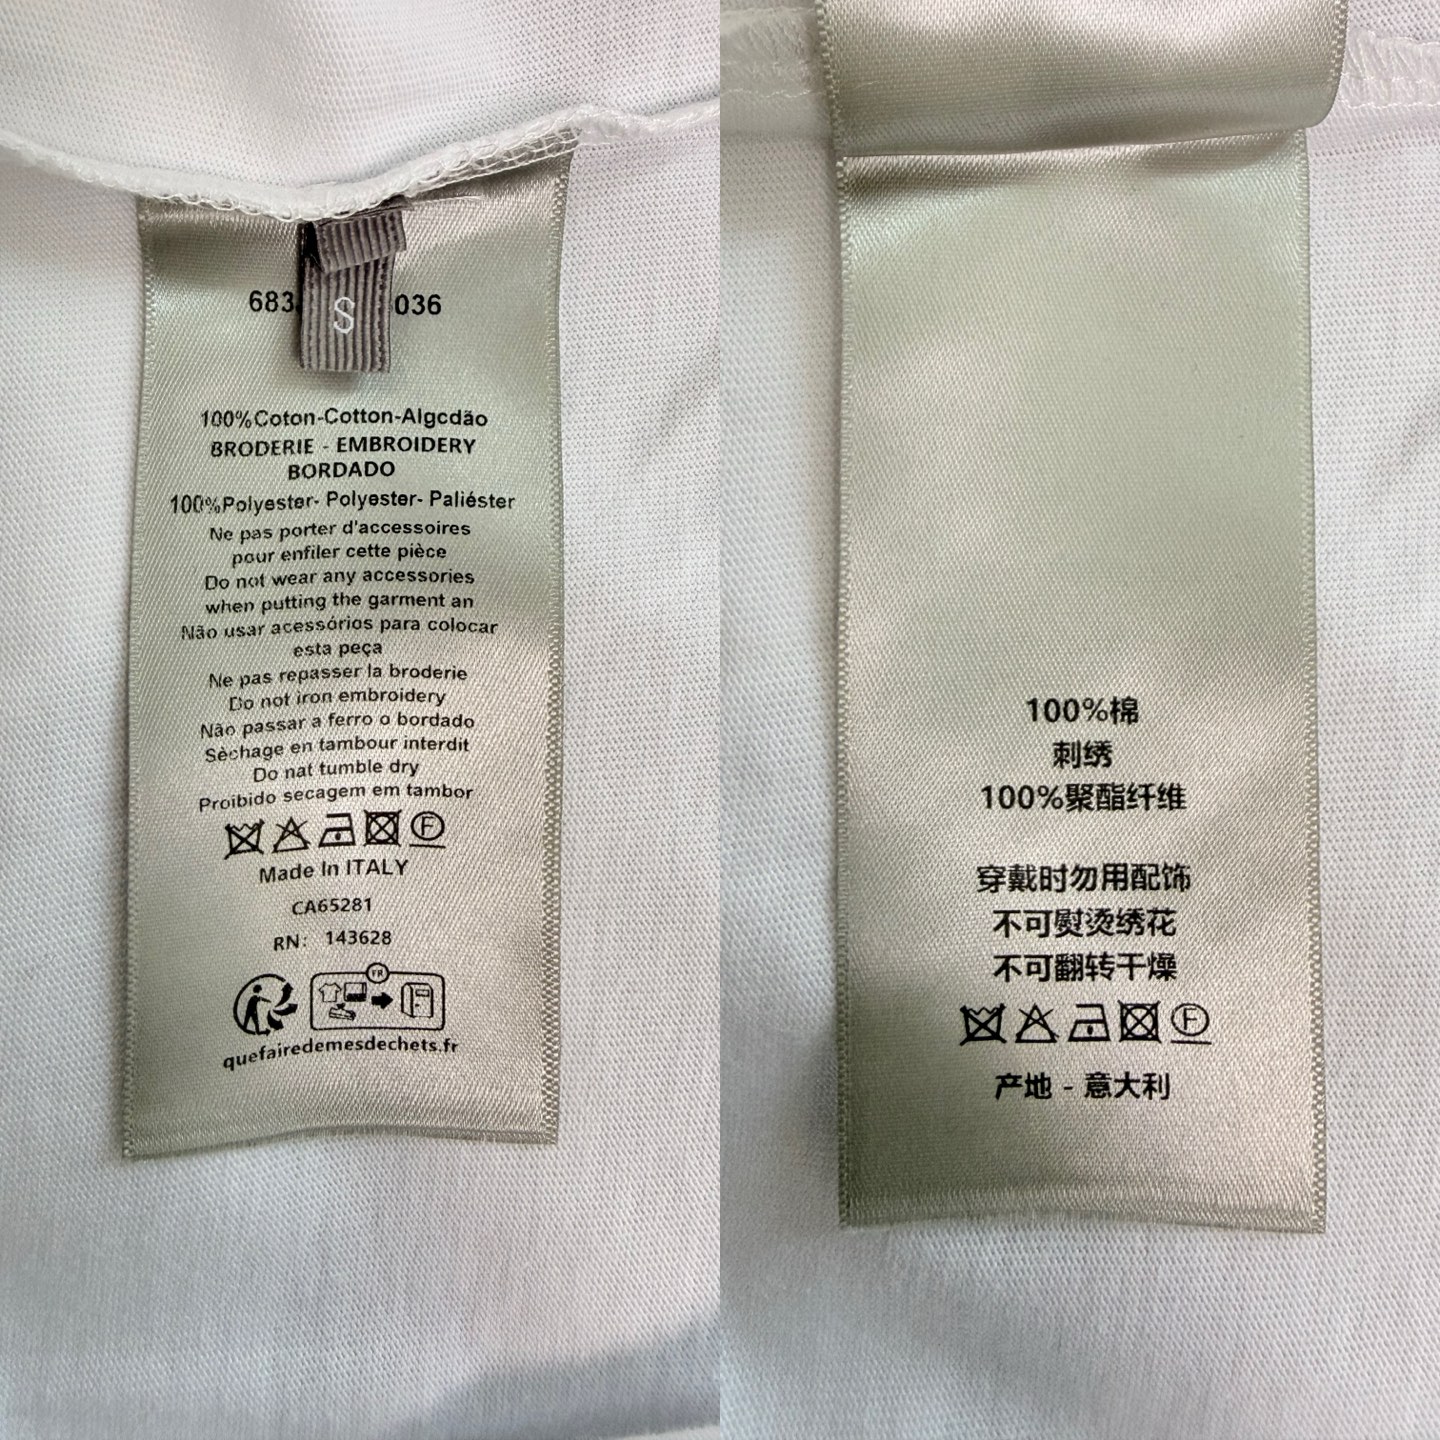 683 036
S
100%Coton-Cotton-Algcdão
BRODERIE - EMBROIDERY
BORDADO
100%Polyester- Polyester- Paliéster
Ne pas porter d'accessoires
pour enfiler cette pièce
Do not wear any accessories
when putting the garment an
Não usar acessórios para colocar
esta peça
Ne pas repasser la broderie
Do not iron embroidery
Não passar a ferro o bordado
Sèchage en tambour interdit
Do nat tumble dry
Proibido secagem em tambor
F
Made In ITALY
CA65281
RN: 143628
FR
quefairedemesdechets.fr
100%棉
刺绣
100%聚酯纤维
穿戴时勿用配饰
不可熨烫绣花
不可翻转干燥
F
产地 - 意大利